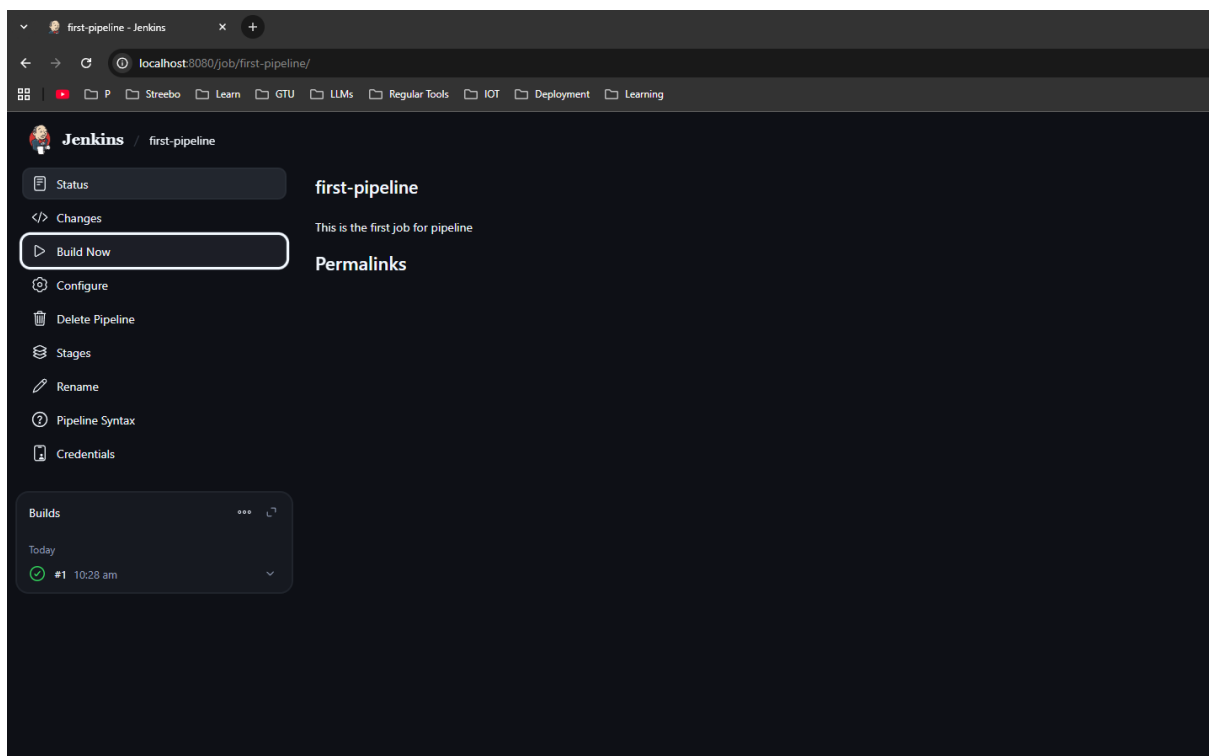 first-pipeline - Jenkins
localhost:8080/job/first-pipeline/
P Streebo Learn GTU LLMs Regular Tools IOT Deployment Learning
Jenkins / first-pipeline
Status
Changes
Build Now
Configure
Delete Pipeline
Stages
Rename
Pipeline Syntax
Credentials
Builds
Today
#1 10:28 am
first-pipeline
This is the first job for pipeline
Permalinks